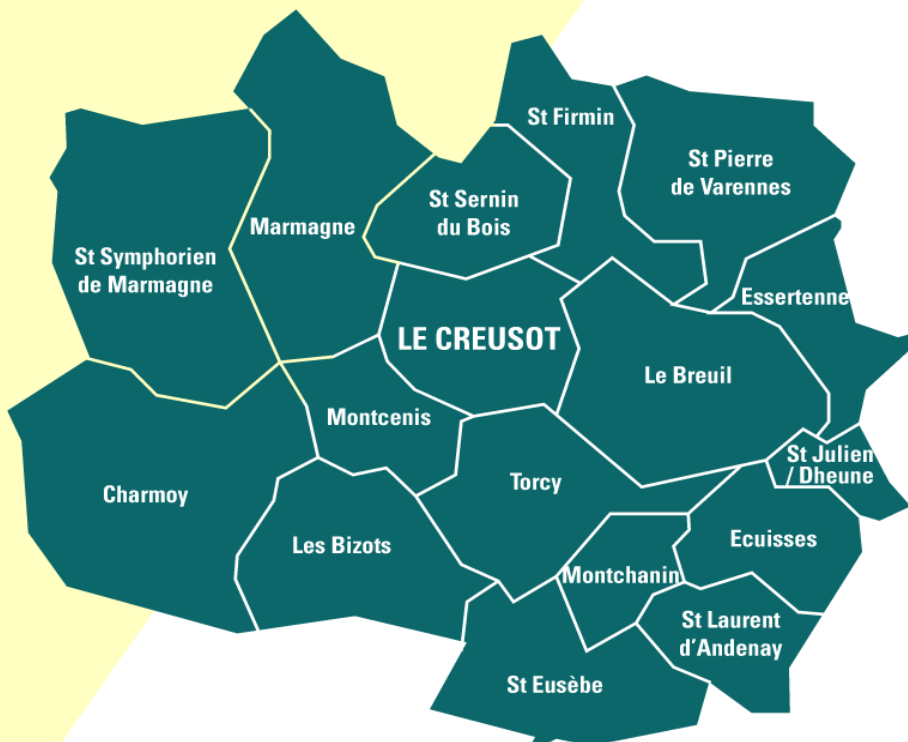 St Firmin
St Pierre
de Varennes
St Sernin
du Bois
Marmagne
St Symphorien
de Marmagne
Essertenne
LE CREUSOT
Le Breuil
Montcenis
St Julien
/ Dheune
Charmoy
Torcy
Les Bizots
Ecuisses
Montchanin
St Laurent
d'Andenay
St Eusèbe